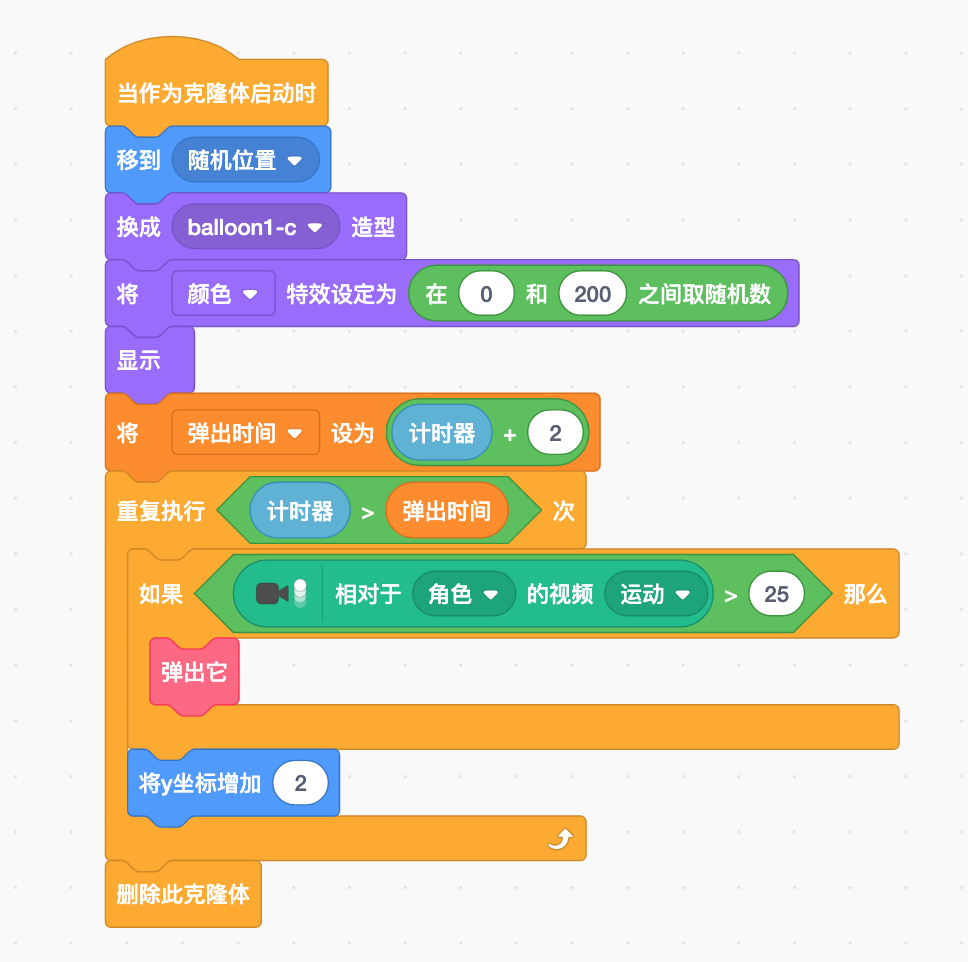 当作为克隆体启动时
移到 随机位置
换成 balloon1-c 造型
将 颜色 特效设定为 在 0 和 200 之间取随机数
显示
将 弹出时间 设为 计时器 + 2
重复执行 计时器 > 弹出时间 次
如果 相对于 角色 的视频 运动 > 25 那么
弹出它
将y坐标增加 2
删除此克隆体